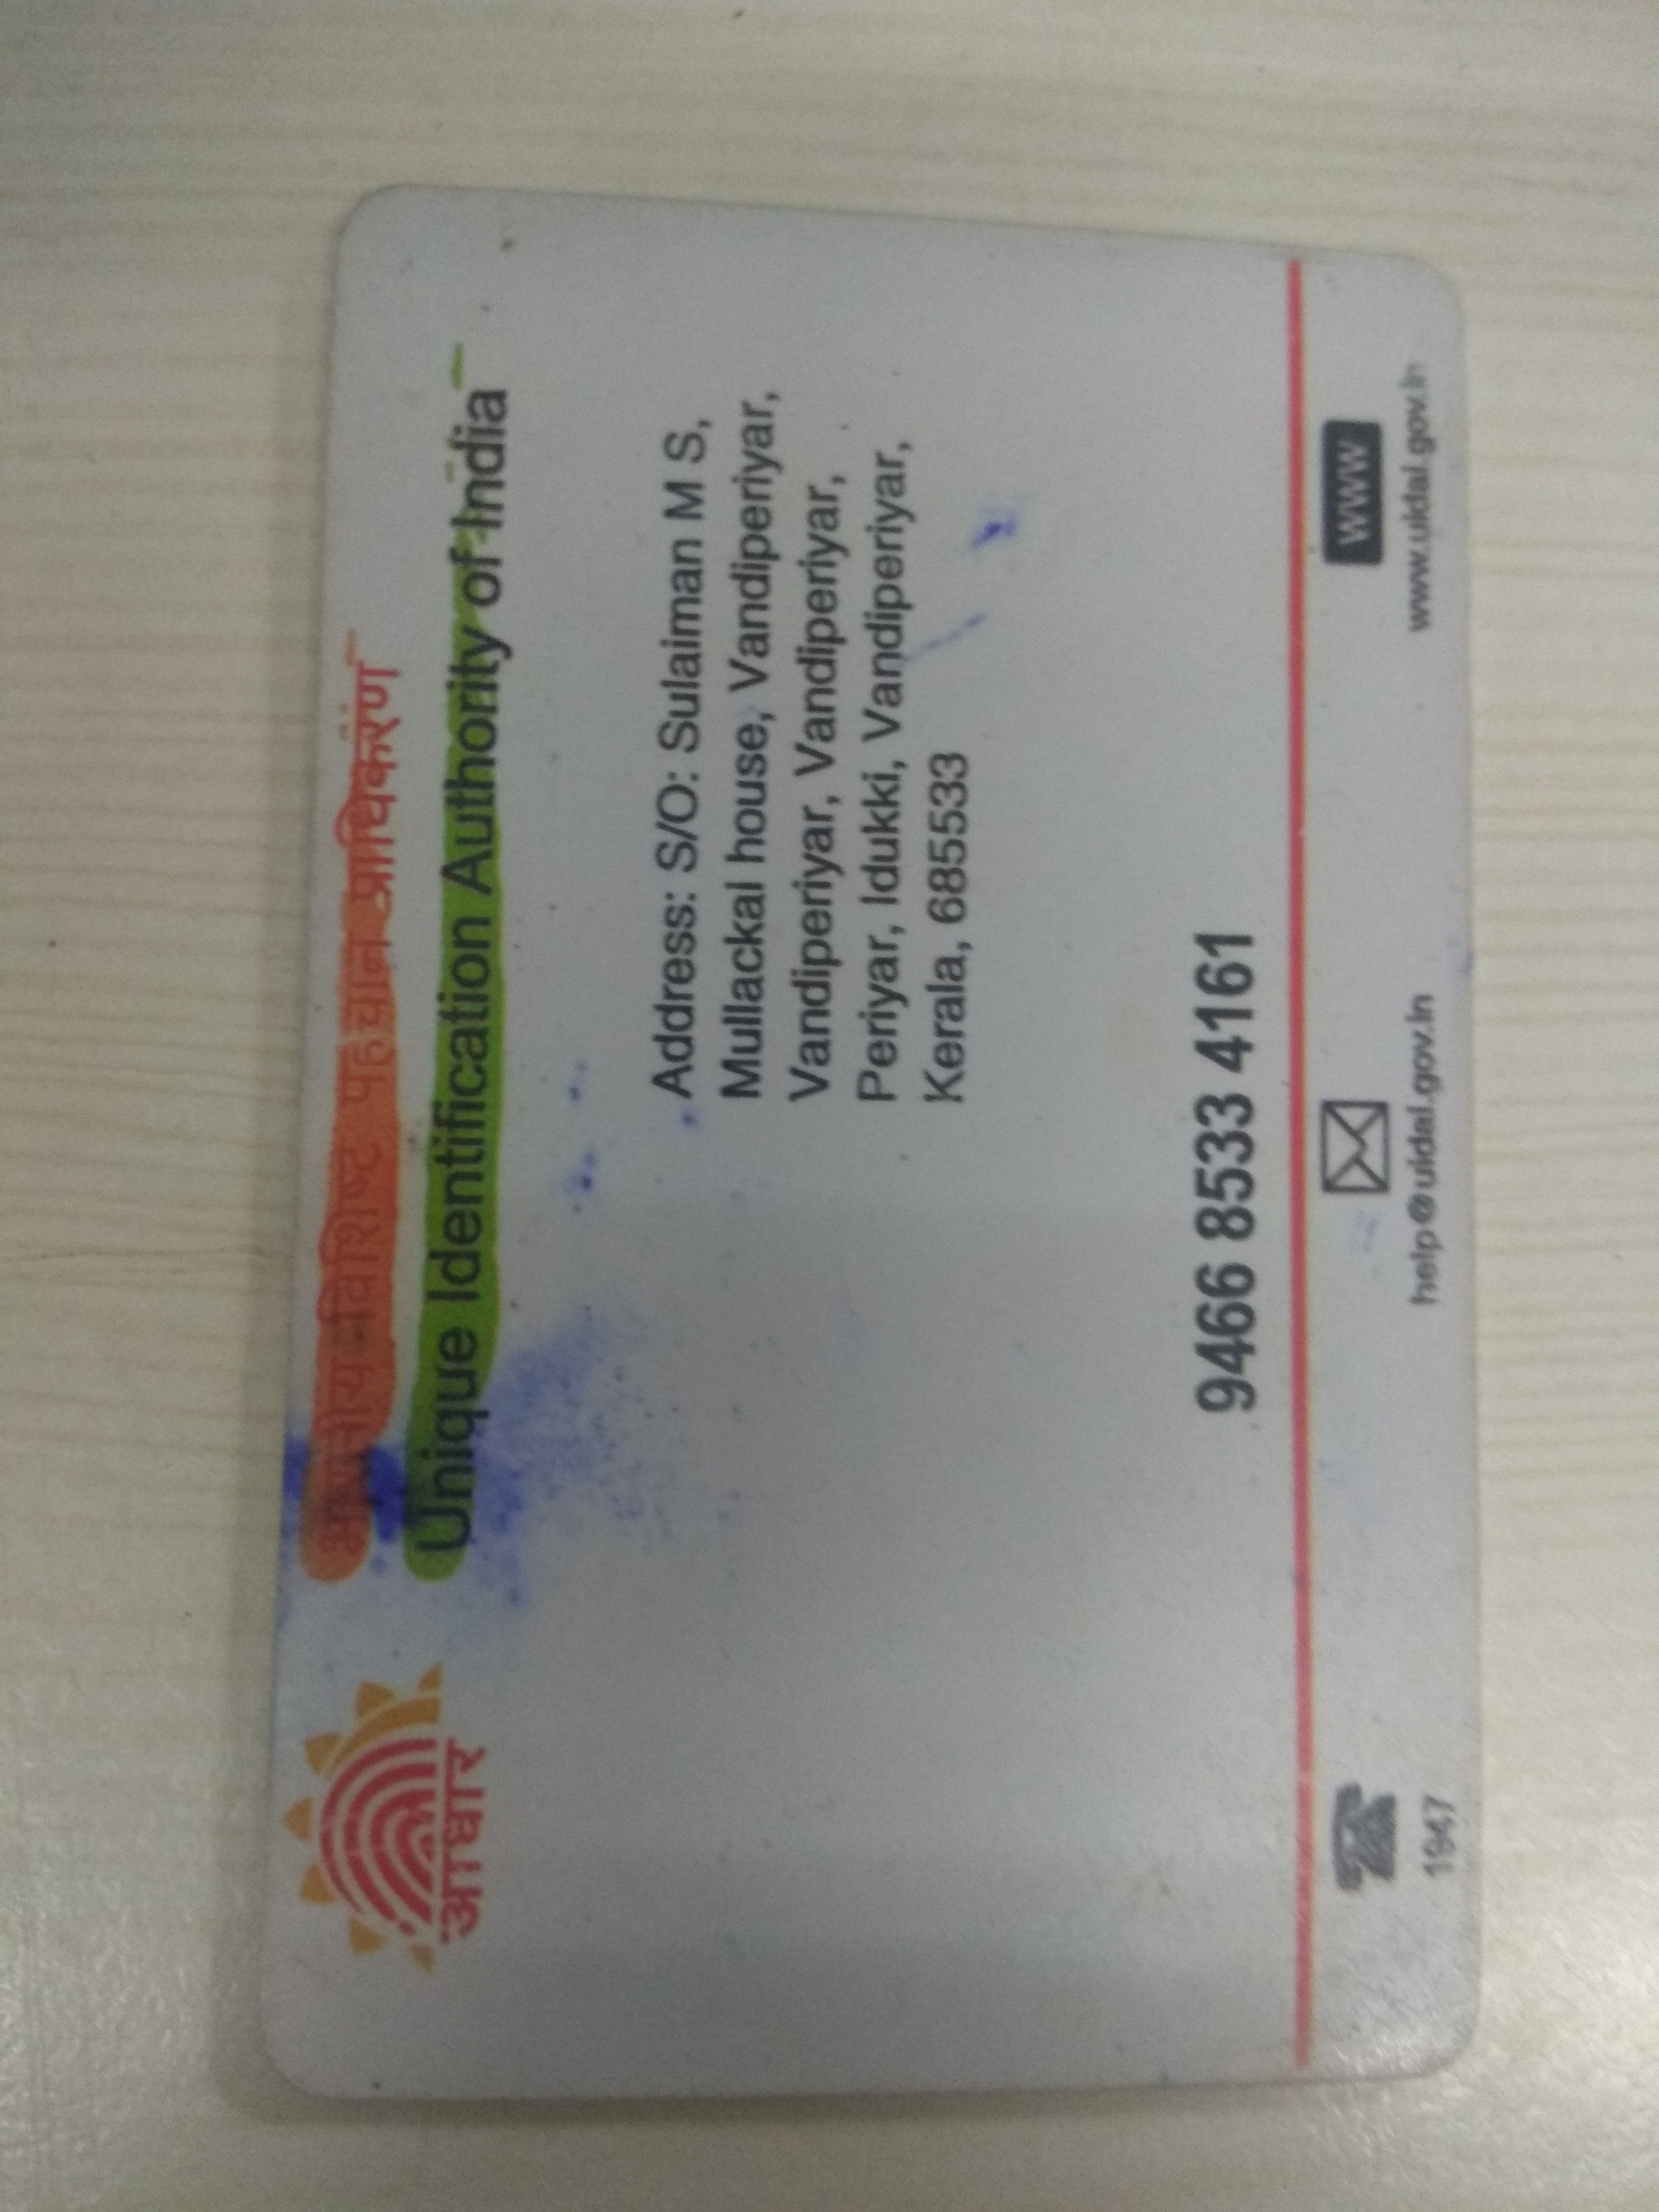 भारतीय विशिष्ट पहचान प्राधिकरण
Unique Identification Authority of India
आधार
Address: S/O: Sulaiman M S,
Mullackal house, Vandiperiyar,
Vandiperiyar, Vandiperiyar,
Periyar, Idukki, Vandiperiyar,
Kerala, 685533
9466 8533 4161
1947
help@uidai.gov.in
WWW
www.uidai.gov.in